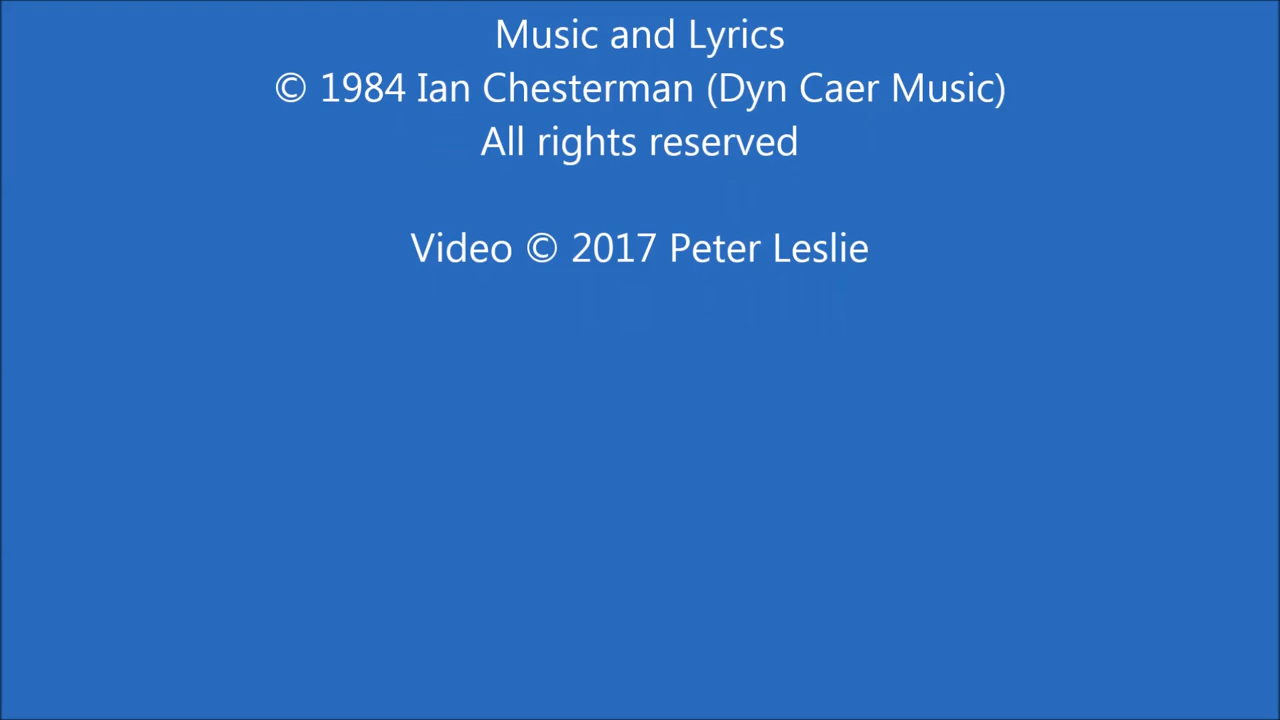 Music and Lyrics
© 1984 Ian Chesterman (Dyn Caer Music)
All rights reserved
Video © 2017 Peter Leslie